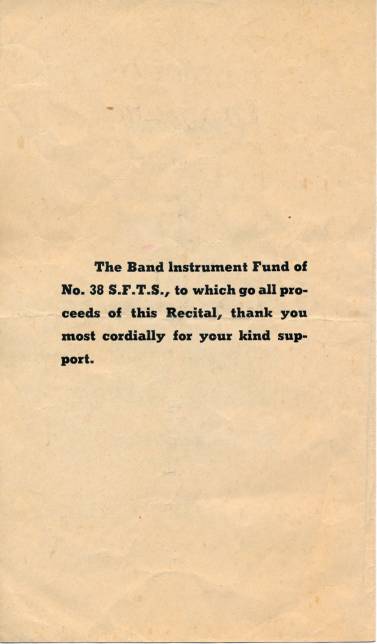 The Band Instrument Fund of
No. 38 S.F.T.S., to which go all pro-
ceeds of this Recital, thank you
most cordially for your kind sup-
port.